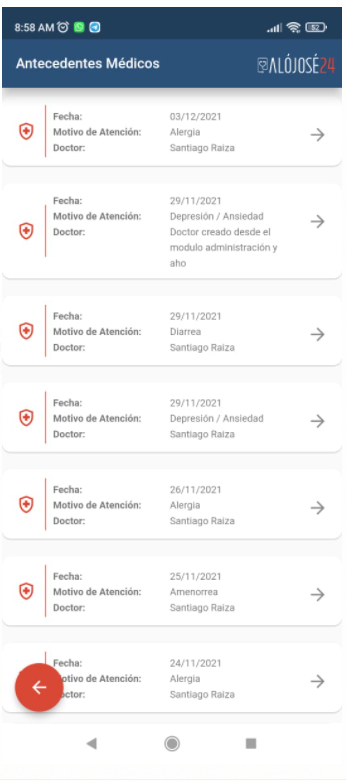 8:58 AM
52
Antecedentes Médicos
ALÓJOSÉ24
Fecha: 03/12/2021
Motivo de Atención: Alergia
Doctor: Santiago Raiza
Fecha: 29/11/2021
Motivo de Atención: Depresión / Ansiedad
Doctor: Doctor creado desde el
modulo administración y
aho
Fecha: 29/11/2021
Motivo de Atención: Diarrea
Doctor: Santiago Raiza
Fecha: 29/11/2021
Motivo de Atención: Depresión / Ansiedad
Doctor: Santiago Raiza
Fecha: 26/11/2021
Motivo de Atención: Alergia
Doctor: Santiago Raiza
Fecha: 25/11/2021
Motivo de Atención: Amenorrea
Doctor: Santiago Raiza
Fecha: 24/11/2021
otivo de Atención: Alergia
octor: Santiago Raiza